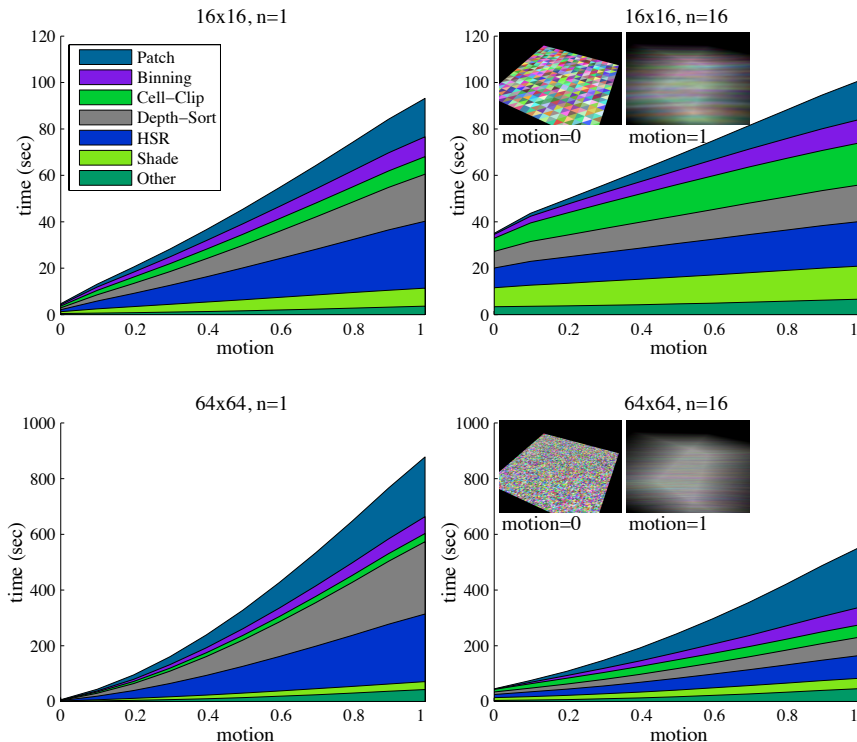 16x16, n=1
120
100
80
60
40
20
0
time (sec)
Patch
Binning
Cell-Clip
Depth-Sort
HSR
Shade
Other
0 0.2 0.4 0.6 0.8 1
motion
16x16, n=16
120
100
80
60
40
20
0
time (sec)
motion=0 motion=1
0 0.2 0.4 0.6 0.8 1
motion
64x64, n=1
1000
800
600
400
200
0
time (sec)
0 0.2 0.4 0.6 0.8 1
motion
64x64, n=16
1000
800
600
400
200
0
time (sec)
motion=0 motion=1
0 0.2 0.4 0.6 0.8 1
motion